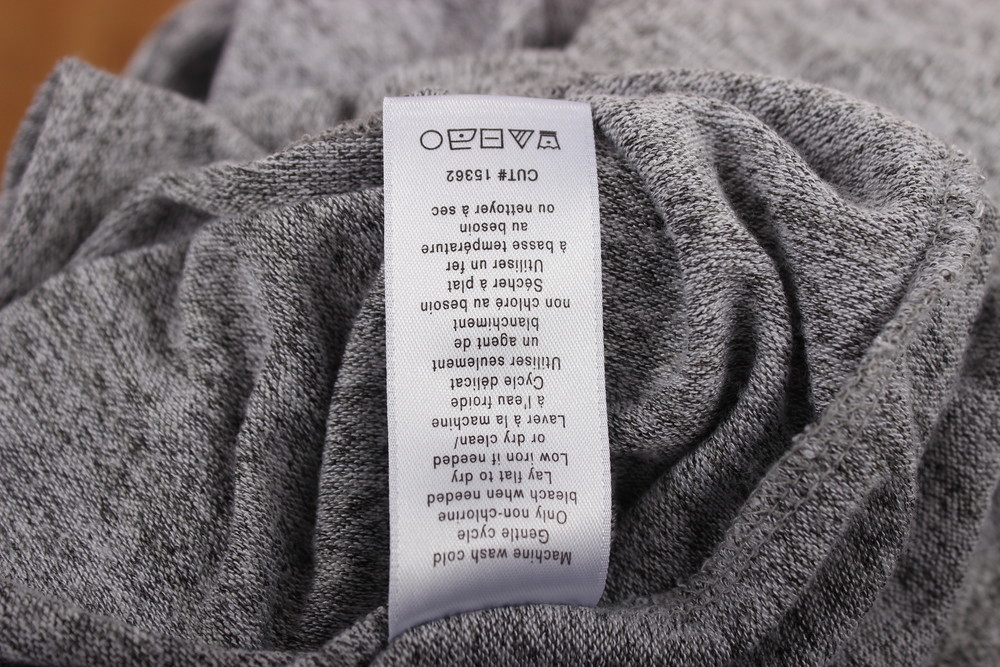 Machine wash cold
Gentle cycle
Only non-chlorine
bleach when needed
Lay flat to dry
Low iron if needed
or dry clean/
Laver à la machine
à l'eau froide
Cycle délicat
Utiliser seulement
un agent de
blanchiment
non chloré au besoin
Sécher à plat
Utilisez un fer
à basse température
au besoin
ou nettoyer à sec
CUT# 15362